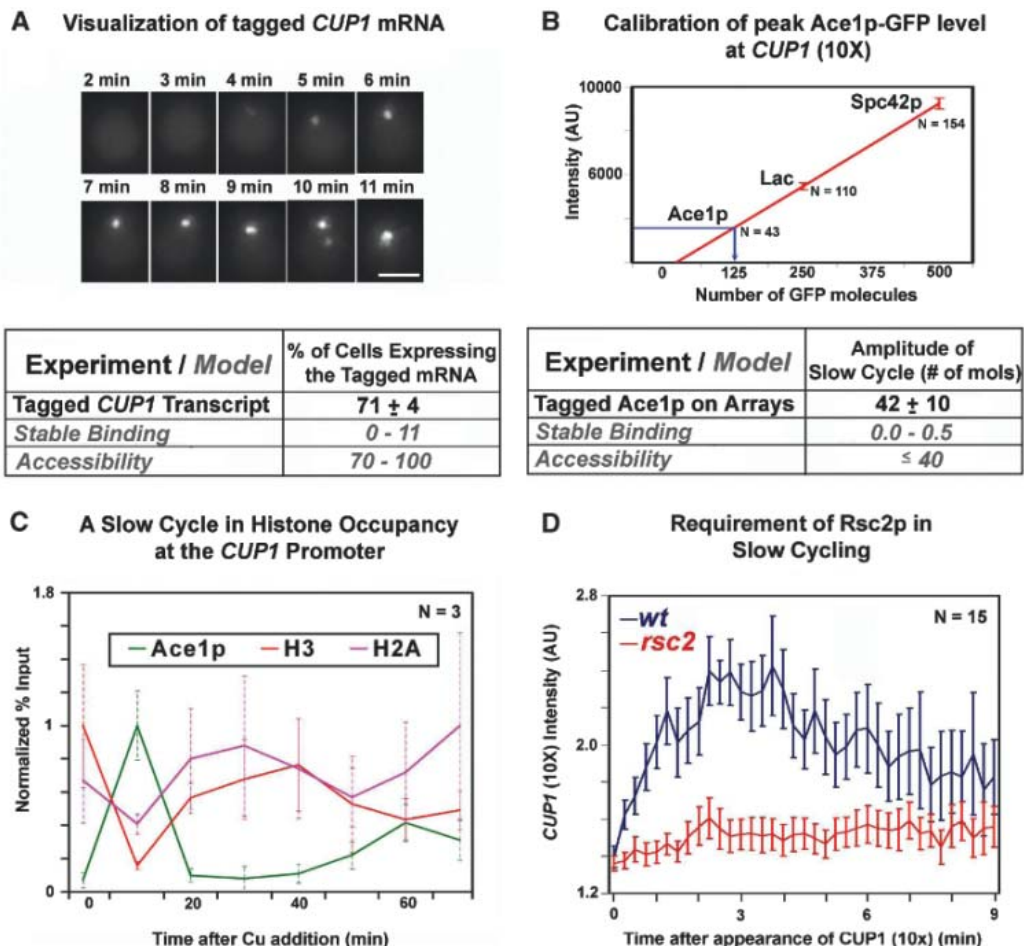 A Visualization of tagged CUP1 mRNA
2 min 3 min 4 min 5 min 6 min
7 min 8 min 9 min 10 min 11 min
Experiment / Model % of Cells Expressing the Tagged mRNA
Tagged CUP1 Transcript 71 ± 4
Stable Binding 0 - 11
Accessibility 70 - 100
B Calibration of peak Ace1p-GFP level
at CUP1 (10X)
10000
6000
Intensity (AU)
Spc42p
N = 154
Lac
N = 110
Ace1p
N = 43
0 125 250 375 500
Number of GFP molecules
Experiment / Model Amplitude of Slow Cycle (# of mols)
Tagged Ace1p on Arrays 42 ± 10
Stable Binding 0.0 - 0.5
Accessibility ≤ 40
C A Slow Cycle in Histone Occupancy
at the CUP1 Promoter
1.8
1
0
Normalized % Input
N = 3
Ace1p H3 H2A
0 20 40 60
Time after Cu addition (min)
D Requirement of Rsc2p in
Slow Cycling
2.8
2.0
1.2
CUP1 (10X) Intensity (AU)
wt
rsc2
N = 15
0 3 6 9
Time after appearance of CUP1 (10x) (min)